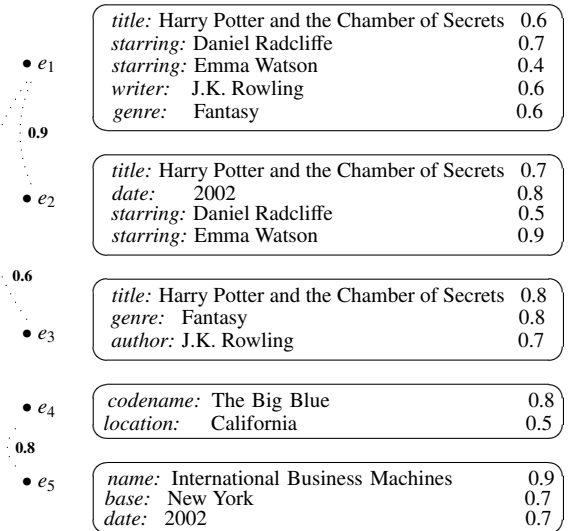 title: Harry Potter and the Chamber of Secrets 0.6
starring: Daniel Radcliffe 0.7
e1 starring: Emma Watson 0.4
writer: J.K. Rowling 0.6
genre: Fantasy 0.6
0.9
title: Harry Potter and the Chamber of Secrets 0.7
e2 date: 2002 0.8
starring: Daniel Radcliffe 0.5
starring: Emma Watson 0.9
0.6
title: Harry Potter and the Chamber of Secrets 0.8
genre: Fantasy 0.8
e3 author: J.K. Rowling 0.7
e4 codename: The Big Blue 0.8
location: California 0.5
0.8
e5 name: International Business Machines 0.9
base: New York 0.7
date: 2002 0.7